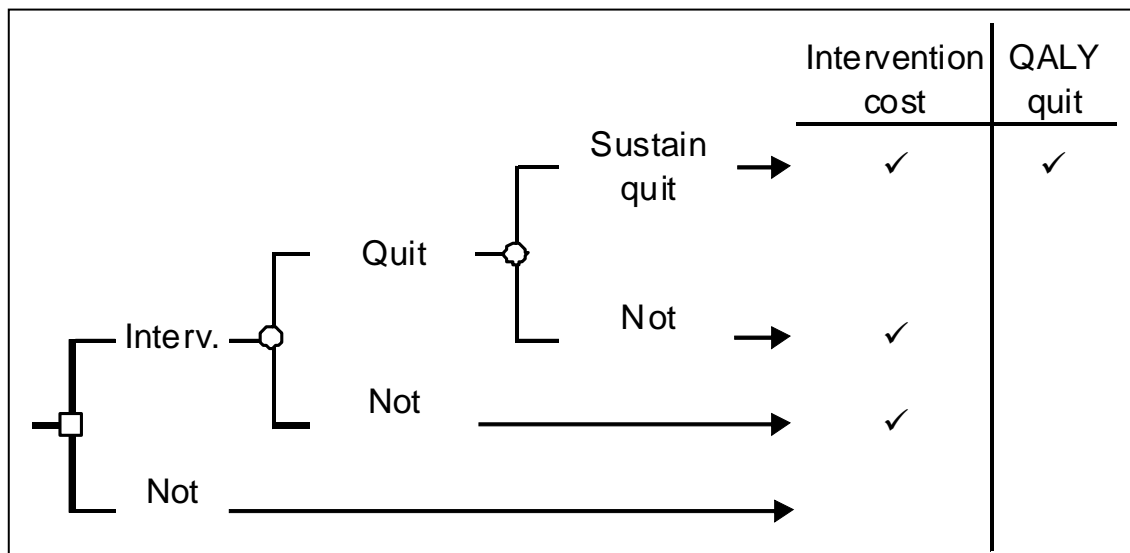 Intervention cost
QALY quit
Sustain quit
✓ ✓
Quit
Not
✓
Interv.
Not
✓
Not